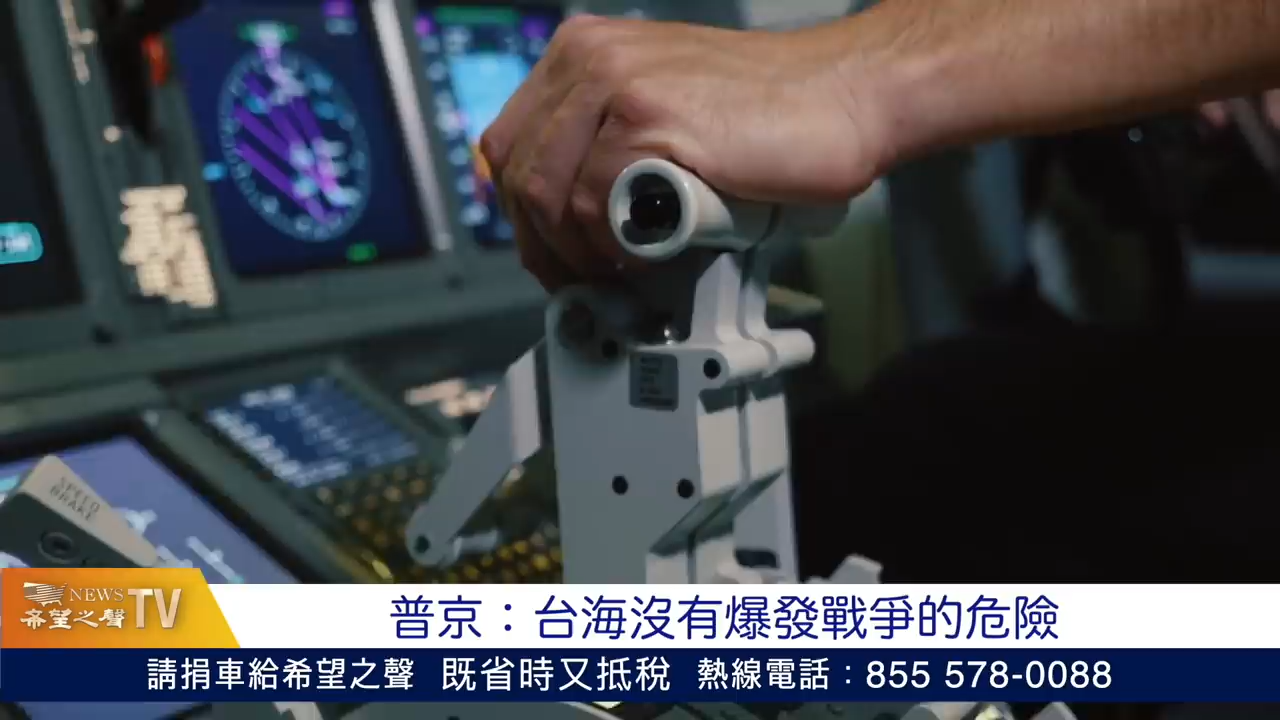 SPEED
BRAKE
NEWS
希望之聲 TV
普京：台海沒有爆發戰爭的危險
請捐車給希望之聲 既省時又抵稅 熱線電話：855 578-0088